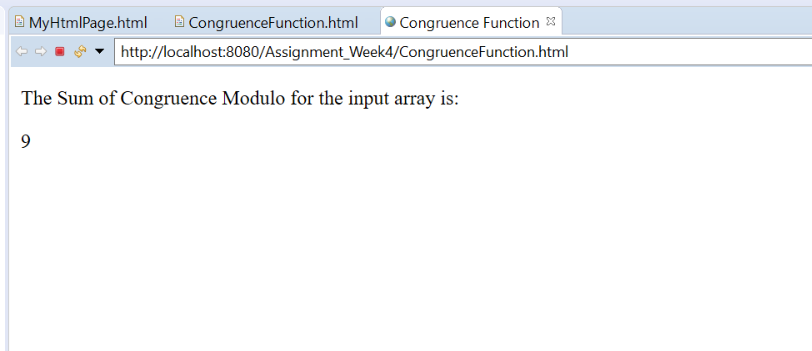 MyHtmlPage.html CongruenceFunction.html Congruence Function
http://localhost:8080/Assignment_Week4/CongruenceFunction.html
The Sum of Congruence Modulo for the input array is:
9